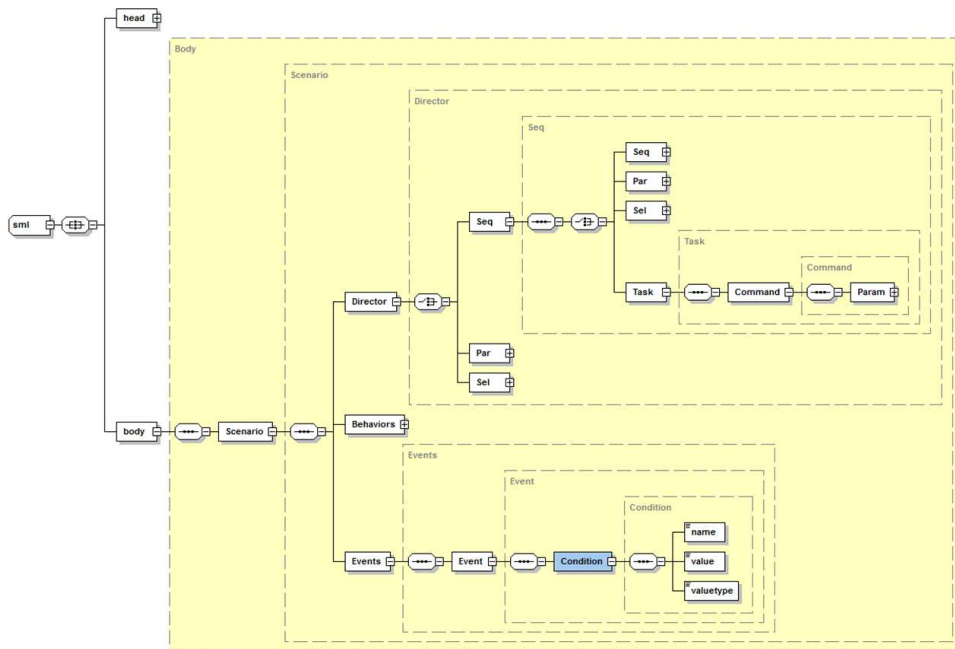 head
Body
Scenario
Director
Seq
Seq
Par
sml
Seq
Sel
Task
Command
Director
Task
Command
Param
Par
Sel
Behaviors
body
Scenario
Events
Event
Condition
name
Events
Event
Condition
value
valuetype